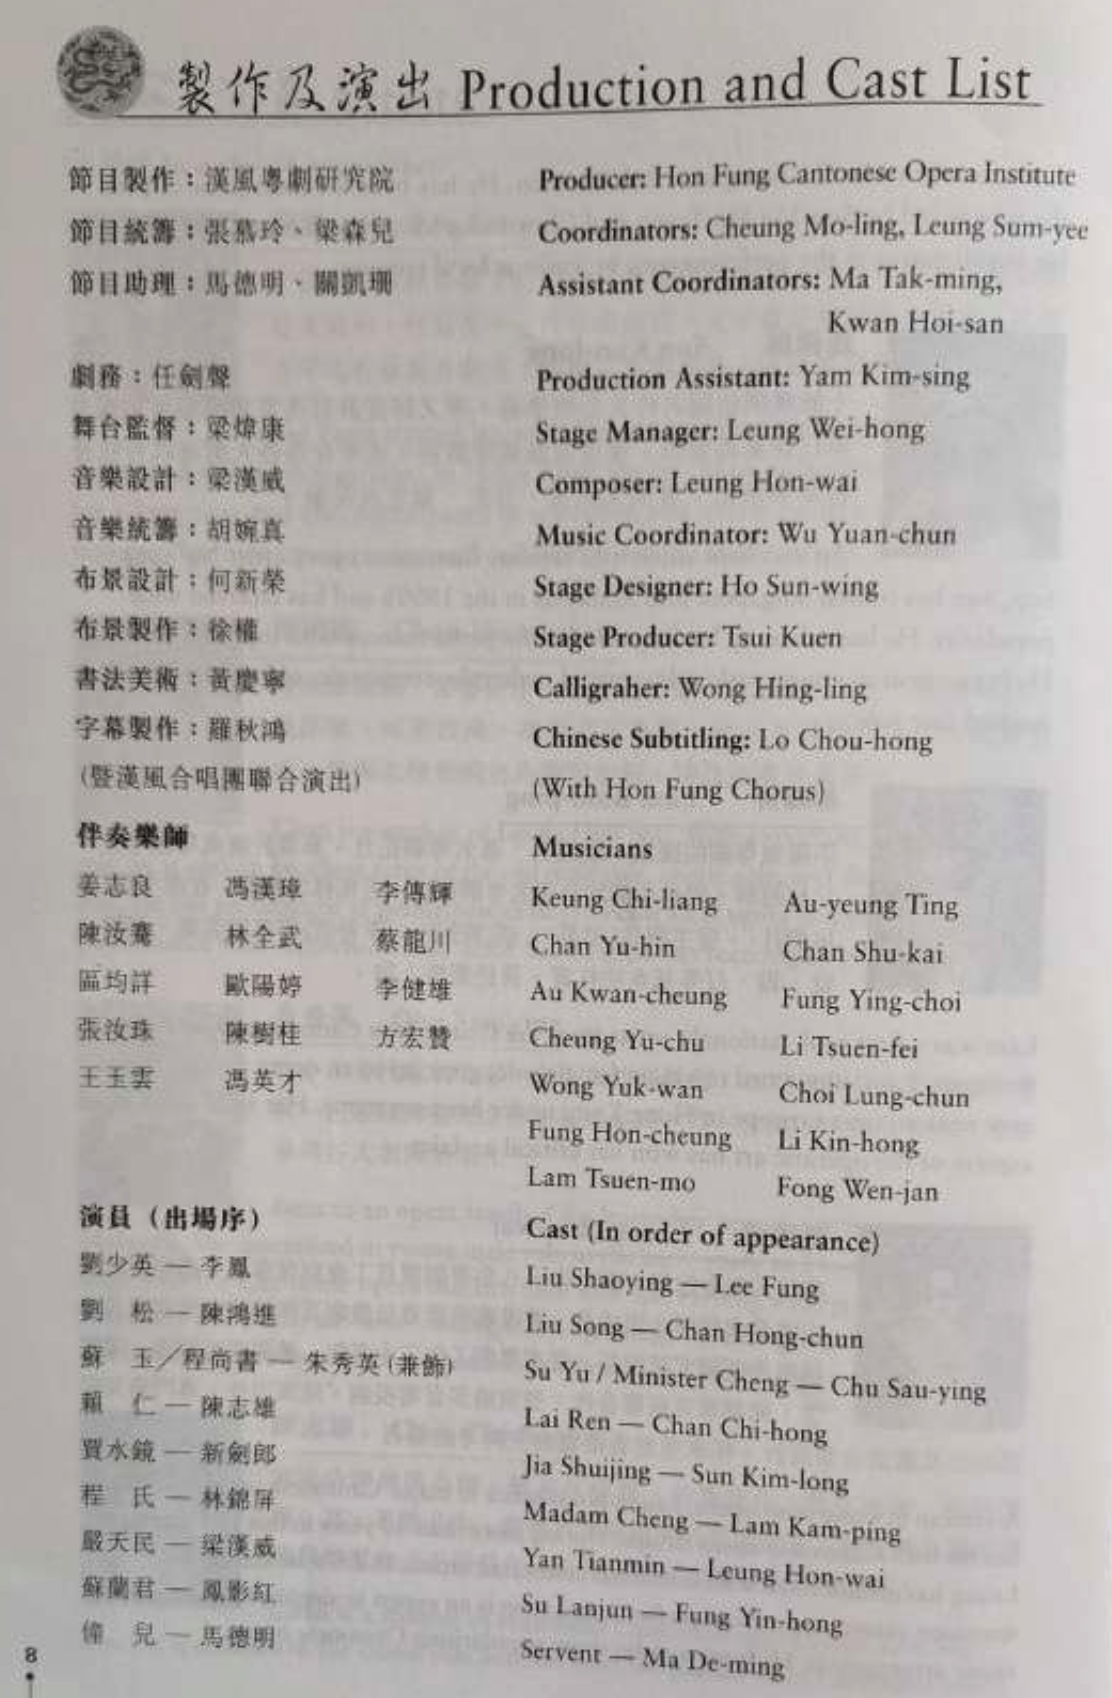 製作及演出 Production and Cast List
節目製作：漢風粵劇研究院
節目統籌：張慕玲、梁森兒
節目助理：馬德明、關凱珊
劇務：任劍聲
舞台監督：梁煒康
音樂設計：梁漢威
音樂統籌：胡婉真
布景設計：何新榮
布景製作：徐權
書法美術：黃慶寧
字幕製作：羅秋鴻
(暨漢風合唱團聯合演出)
伴奏樂師
姜志良 馮漢璋 李傳輝
陳汝騫 林全武 蔡龍川
區均詳 歐陽婷 李健雄
張汝珠 陳樹桂 方宏贊
王玉雲 馮英才
演員（出場序）
劉少英 — 李鳳
劉　松 — 陳鴻進
蘇　玉／程尚書 — 朱秀英(兼飾)
賴　仁 — 陳志雄
賈水鏡 — 新劍郎
程　氏 — 林錦屏
嚴天民 — 梁漢威
蘇蘭君 — 鳳影紅
僮　兒 — 馬德明
Producer: Hon Fung Cantonese Opera Institute
Coordinators: Cheung Mo-ling, Leung Sum-yee
Assistant Coordinators: Ma Tak-ming,
Kwan Hoi-san
Production Assistant: Yam Kim-sing
Stage Manager: Leung Wei-hong
Composer: Leung Hon-wai
Music Coordinator: Wu Yuan-chun
Stage Designer: Ho Sun-wing
Stage Producer: Tsui Kuen
Calligraher: Wong Hing-ling
Chinese Subtitling: Lo Chou-hong
(With Hon Fung Chorus)
Musicians
Keung Chi-liang Au-yeung Ting
Chan Yu-hin Chan Shu-kai
Au Kwan-cheung Fung Ying-choi
Cheung Yu-chu Li Tsuen-fei
Wong Yuk-wan Choi Lung-chun
Fung Hon-cheung Li Kin-hong
Lam Tsuen-mo Fong Wen-jan
Cast (In order of appearance)
Liu Shaoying — Lee Fung
Liu Song — Chan Hong-chun
Su Yu / Minister Cheng — Chu Sau-ying
Lai Ren — Chan Chi-hong
Jia Shuijing — Sun Kim-long
Madam Cheng — Lam Kam-ping
Yan Tianmin — Leung Hon-wai
Su Lanjun — Fung Yin-hong
Servent — Ma De-ming
8